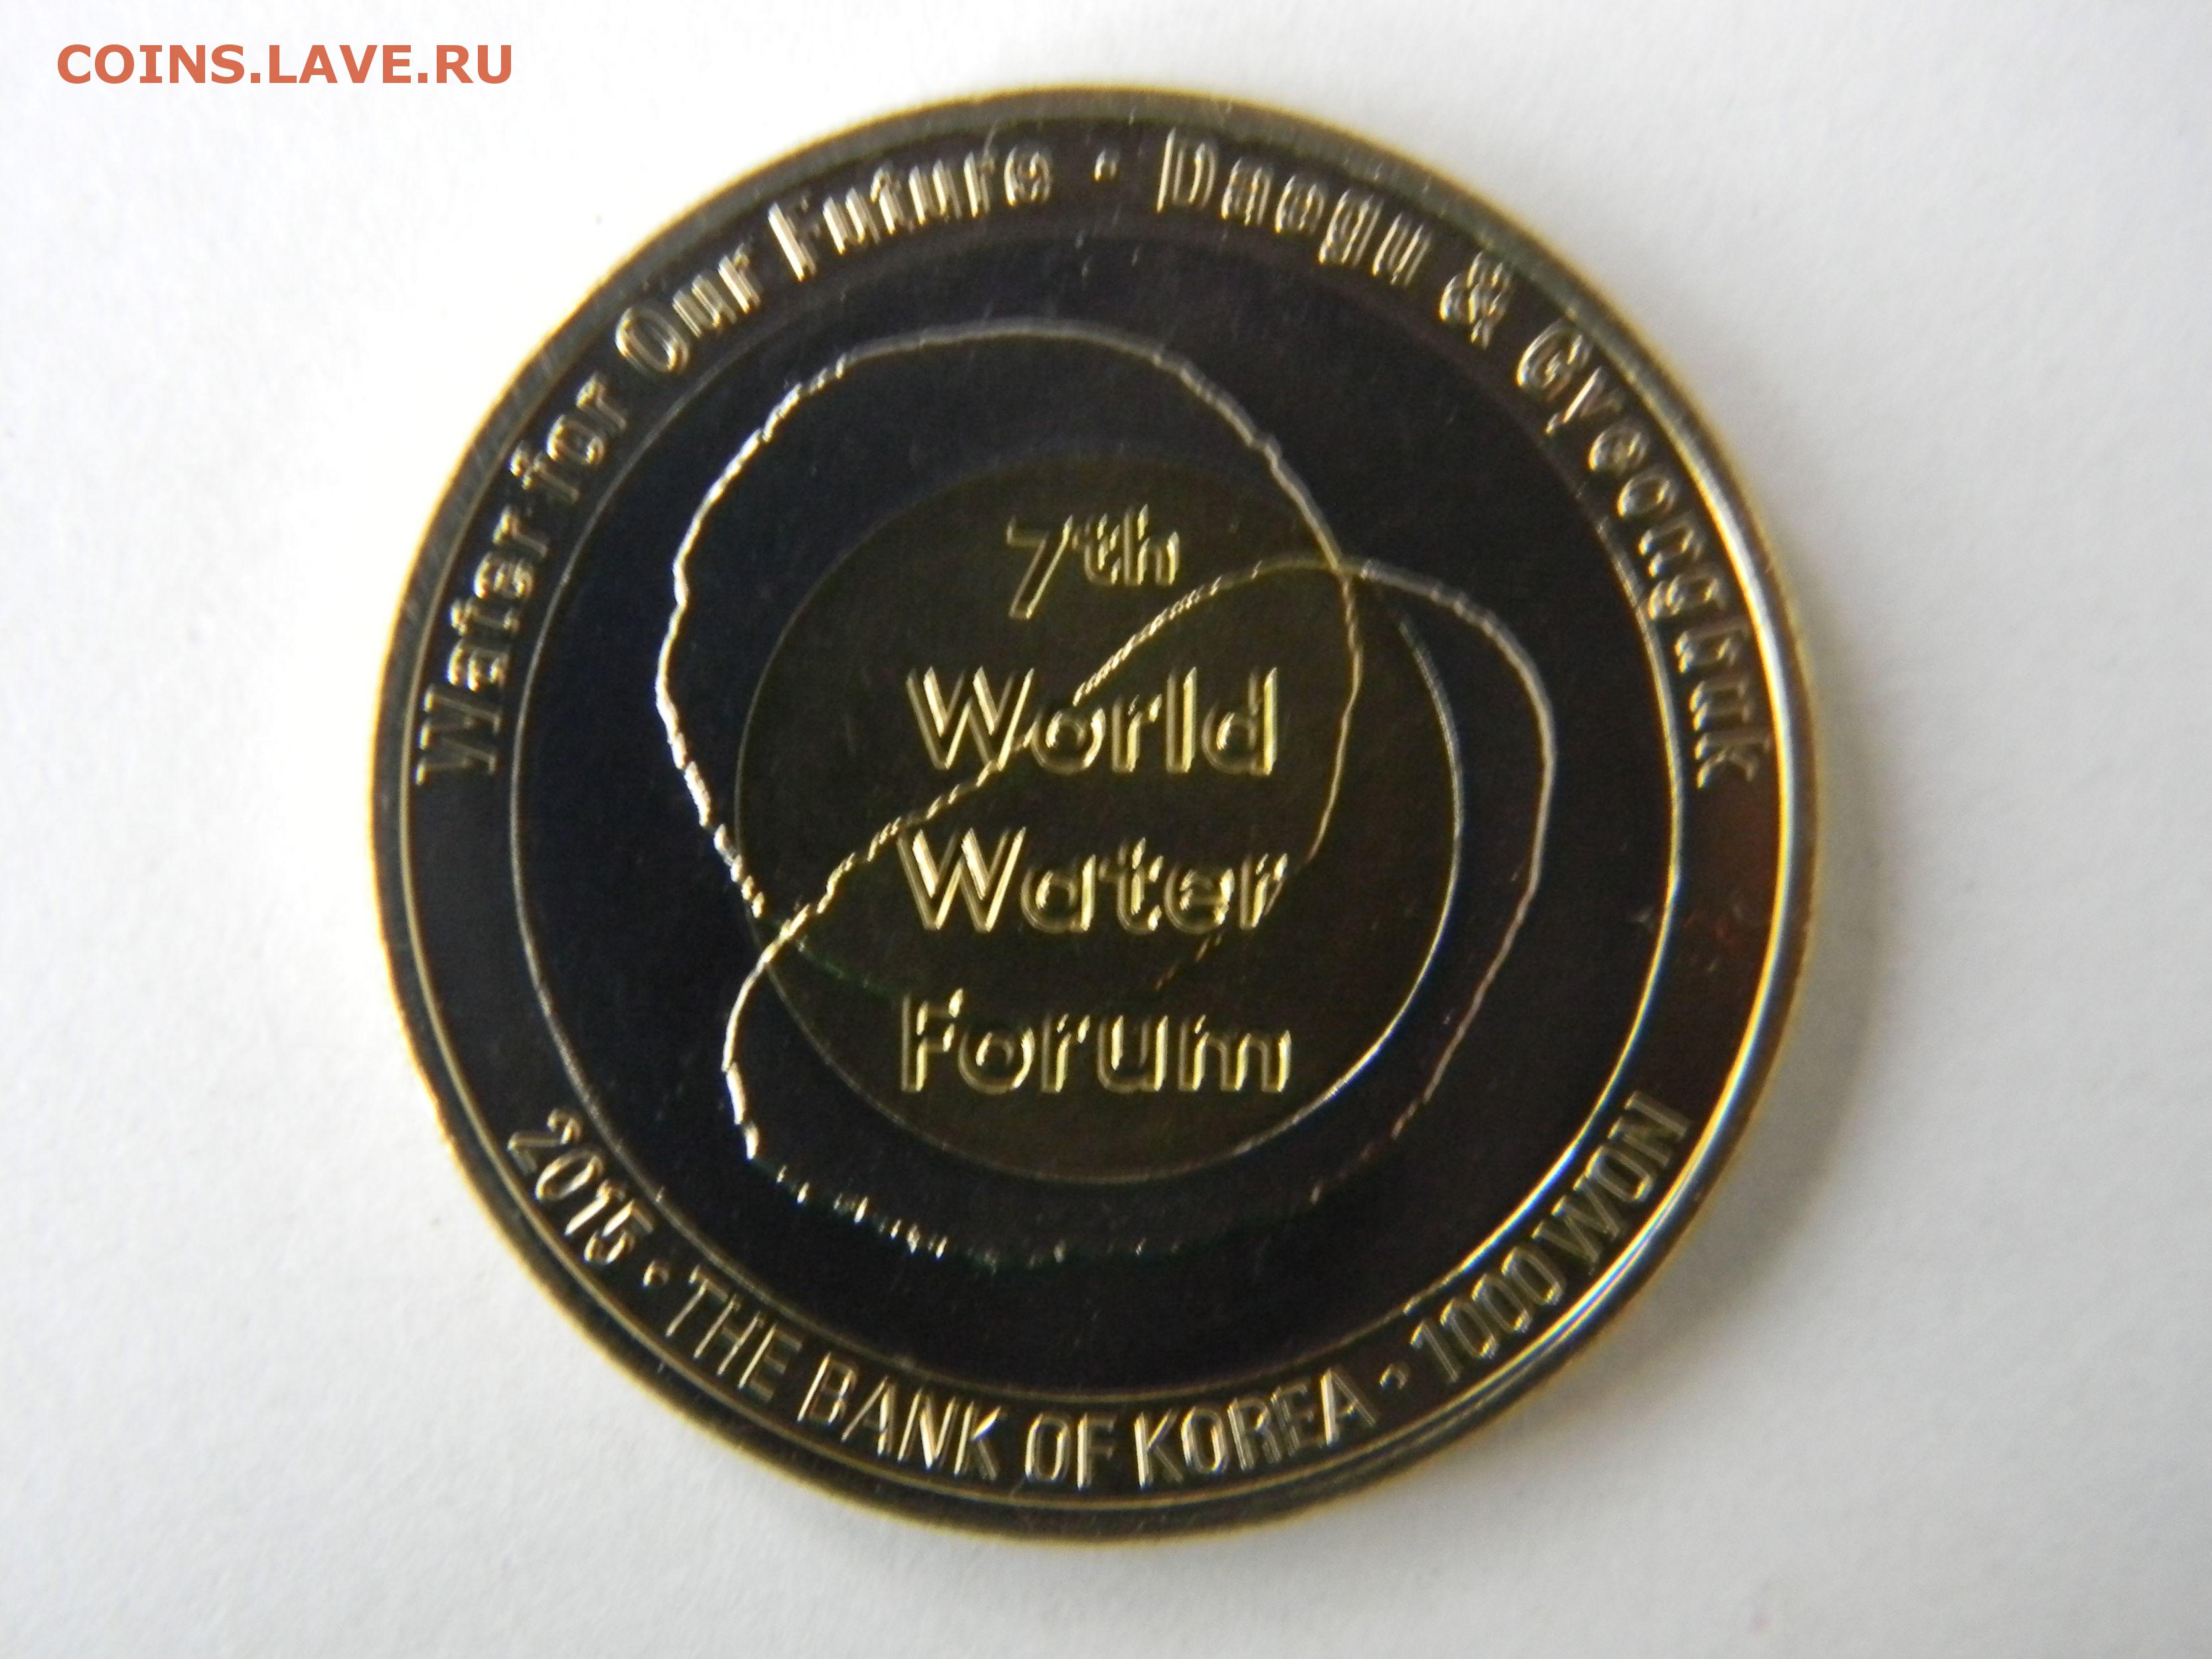 COINS.LAVE.RU
Water for Our Future • Daegu & Gyeongbuk
7th
World
Water
Forum
2015 • THE BANK OF KOREA • 1000 WON